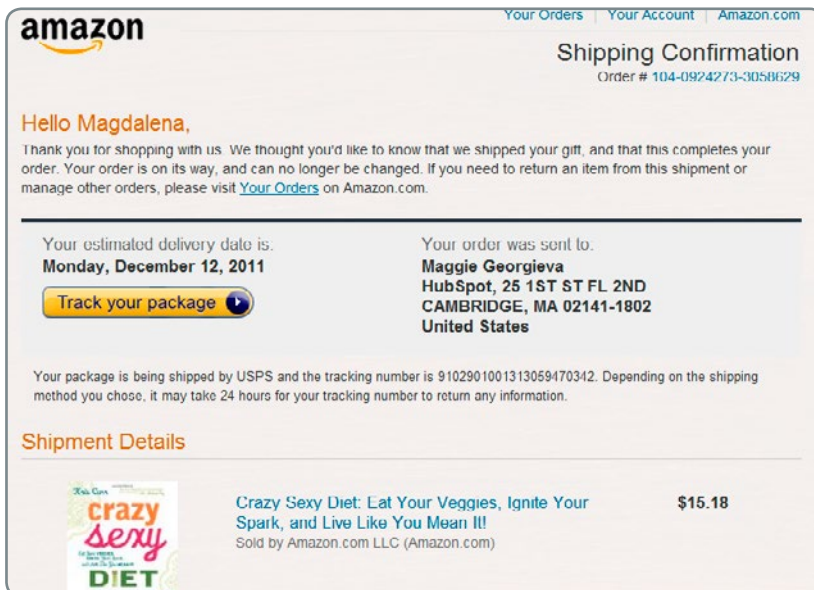 amazon
Your Orders | Your Account | Amazon.com
Shipping Confirmation
Order # 104-0924273-3058629
Hello Magdalena,
Thank you for shopping with us. We thought you'd like to know that we shipped your gift, and that this completes your
order. Your order is on its way, and can no longer be changed. If you need to return an item from this shipment or
manage other orders, please visit Your Orders on Amazon.com.
Your estimated delivery date is:
Monday, December 12, 2011
Track your package
Your order was sent to:
Maggie Georgieva
HubSpot, 25 1ST ST FL 2ND
CAMBRIDGE, MA 02141-1802
United States
Your package is being shipped by USPS and the tracking number is 9102901001313059470342. Depending on the shipping
method you chose, it may take 24 hours for your tracking number to return any information.
Shipment Details
Kris Carr
crazy
sexy
DIET
Crazy Sexy Diet: Eat Your Veggies, Ignite Your
Spark, and Live Like You Mean It!
Sold by Amazon.com LLC (Amazon.com)
$15.18